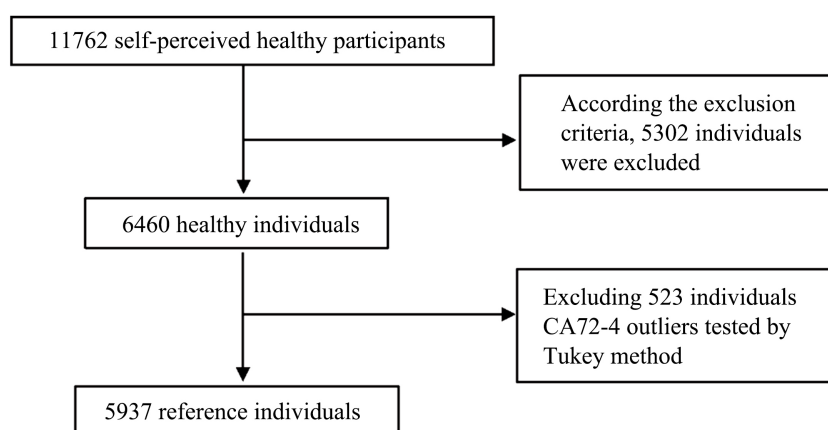 11762 self-perceived healthy participants
According the exclusion
criteria, 5302 individuals
were excluded
6460 healthy individuals
Excluding 523 individuals
CA72-4 outliers tested by
Tukey method
5937 reference individuals